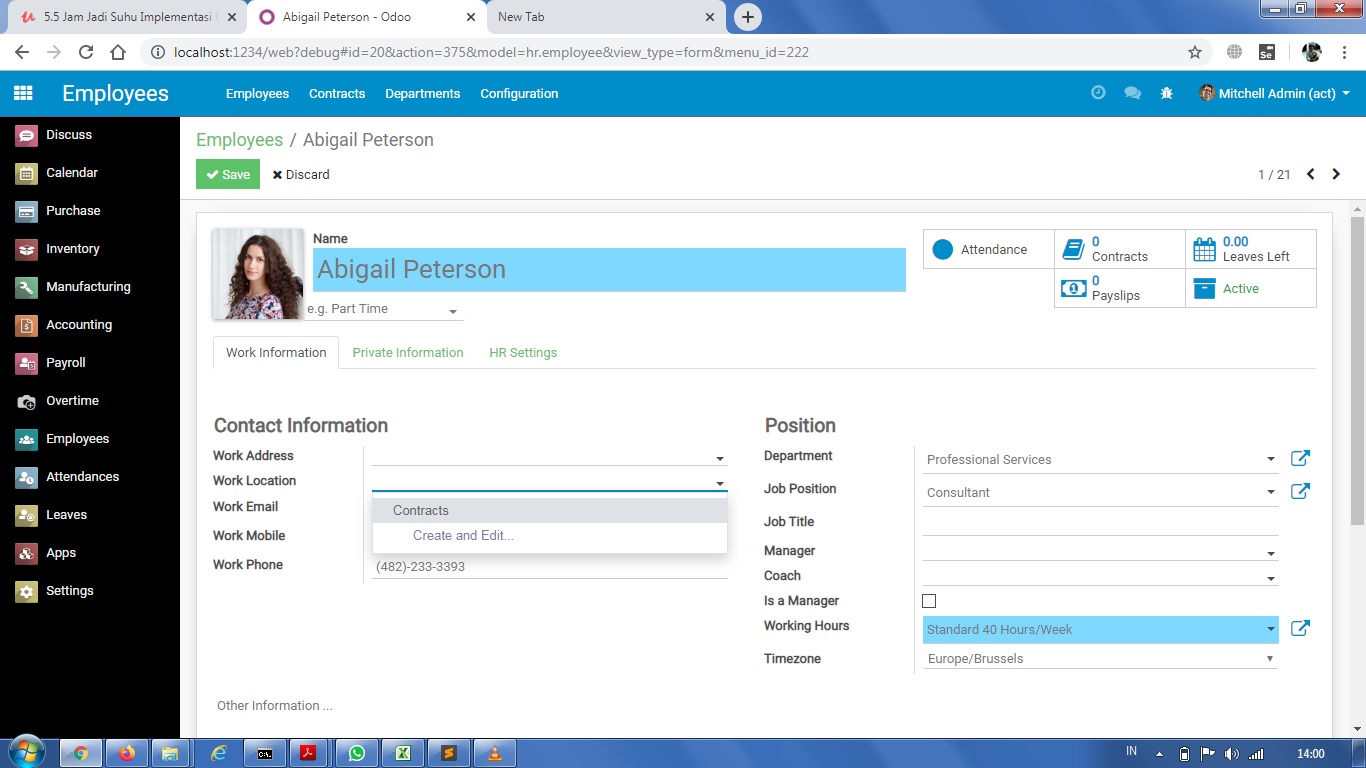 5.5 Jam Jadi Suhu Implementasi
Abigail Peterson - Odoo
New Tab
localhost:1234/web?debug#id=20&action=375&model=hr.employee&view_type=form&menu_id=222
Employees
Employees Contracts Departments Configuration
Mitchell Admin (act)
Discuss
Calendar
Purchase
Inventory
Manufacturing
Accounting
Payroll
Overtime
Employees
Attendances
Leaves
Apps
Settings
Employees / Abigail Peterson
Save Discard
1 / 21
Name
Abigail Peterson
e.g. Part Time
Attendance
0 Contracts
0.00 Leaves Left
0 Payslips
Active
Work Information Private Information HR Settings
Contact Information
Work Address
Work Location
Contracts
Create and Edit...
Work Email
Work Mobile
Work Phone (482)-233-3393
Position
Department Professional Services
Job Position Consultant
Job Title
Manager
Coach
Is a Manager
Working Hours Standard 40 Hours/Week
Timezone Europe/Brussels
Other Information ...
IN
14:00